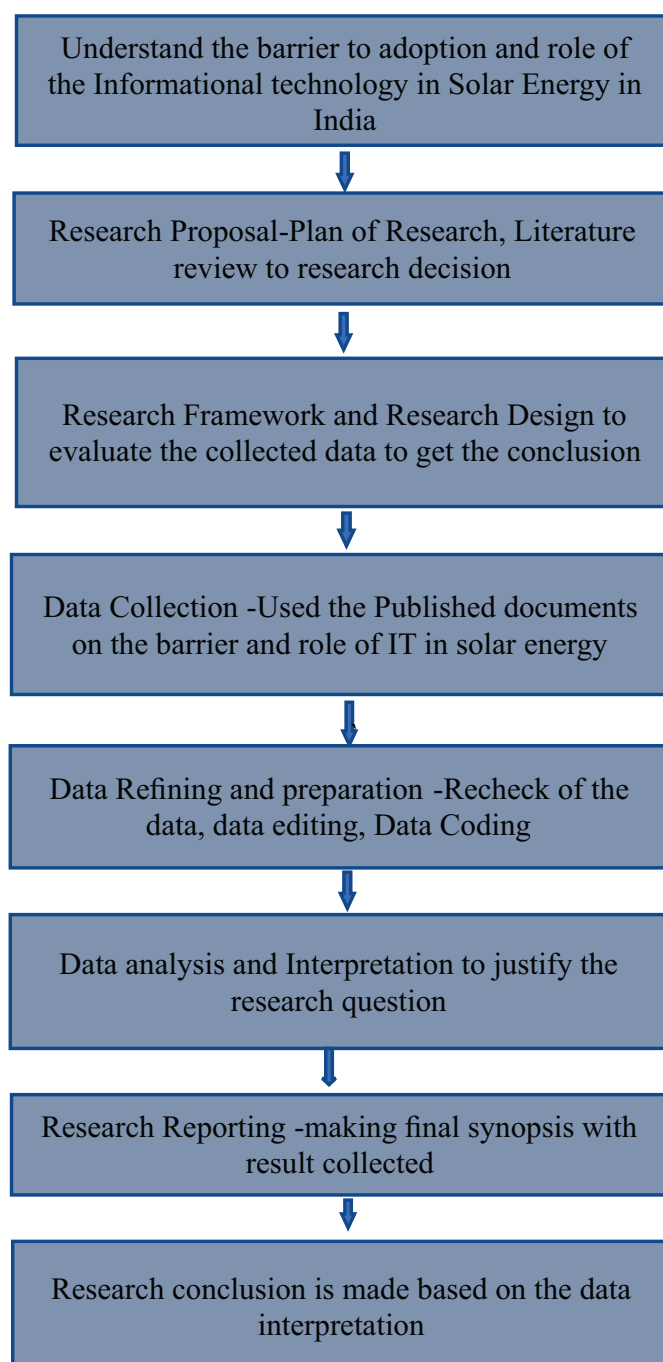 Understand the barrier to adoption and role of
the Informational technology in Solar Energy in
India
Research Proposal-Plan of Research, Literature
review to research decision
Research Framework and Research Design to
evaluate the collected data to get the conclusion
Data Collection -Used the Published documents
on the barrier and role of IT in solar energy
Data Refining and preparation -Recheck of the
data, data editing, Data Coding
Data analysis and Interpretation to justify the
research question
Research Reporting -making final synopsis with
result collected
Research conclusion is made based on the data
interpretation